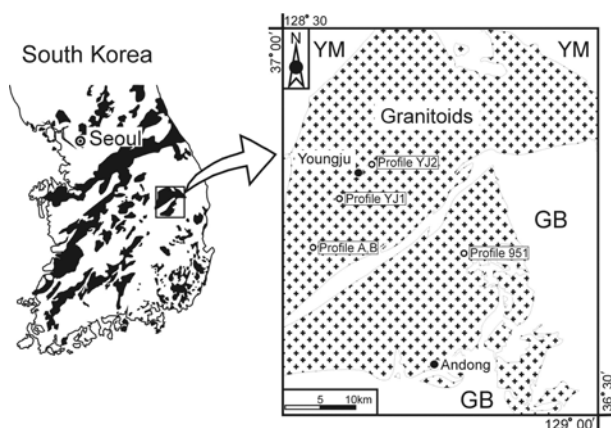 South Korea
Seoul
128° 30
37° 00′
N
YM
YM
Granitoids
Youngju
Profile YJ2
Profile YJ1
GB
Profile A,B
Profile 951
Andong
GB
5 10km
36° 30′
129° 00′